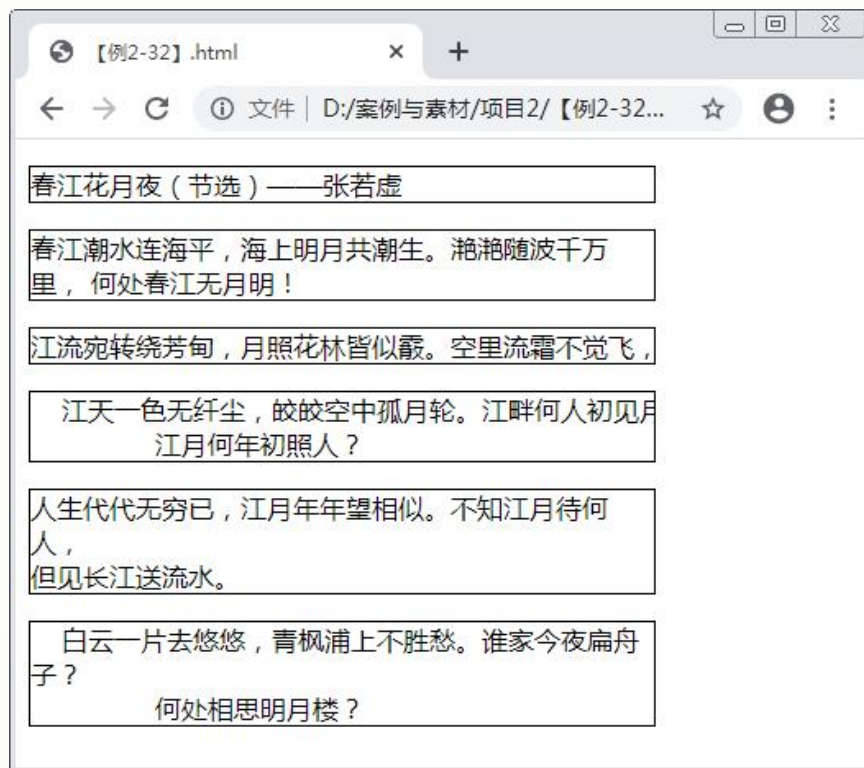 【例2-32】.html
文件 | D:/案例与素材/项目2/【例2-32...
春江花月夜（节选）——张若虚
春江潮水连海平，海上明月共潮生。滟滟随波千万
里， 何处春江无月明！
江流宛转绕芳甸，月照花林皆似霰。空里流霜不觉飞，
江天一色无纤尘，皎皎空中孤月轮。江畔何人初见月
江月何年初照人？
人生代代无穷已，江月年年望相似。不知江月待何
人，
但见长江送流水。
白云一片去悠悠，青枫浦上不胜愁。谁家今夜扁舟
子？
何处相思明月楼？